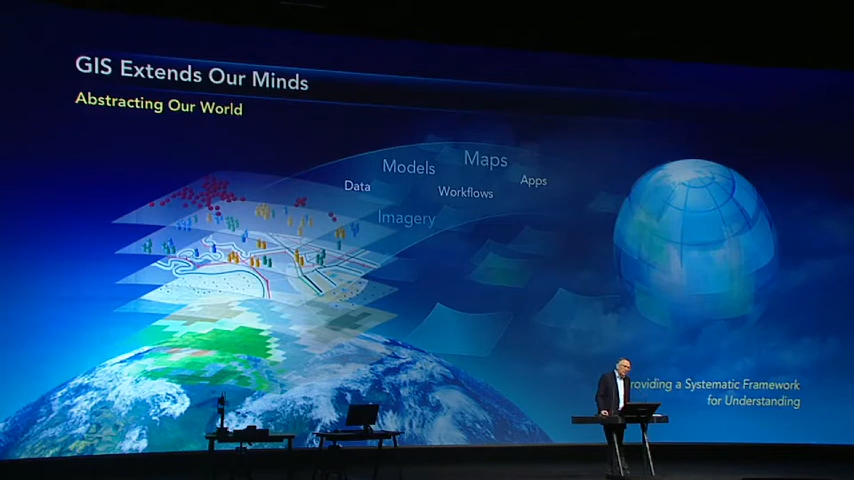 GIS Extends Our Minds
Abstracting Our World
Models Maps
Data Workflows Apps
Imagery
roviding a Systematic Framework
for Understanding